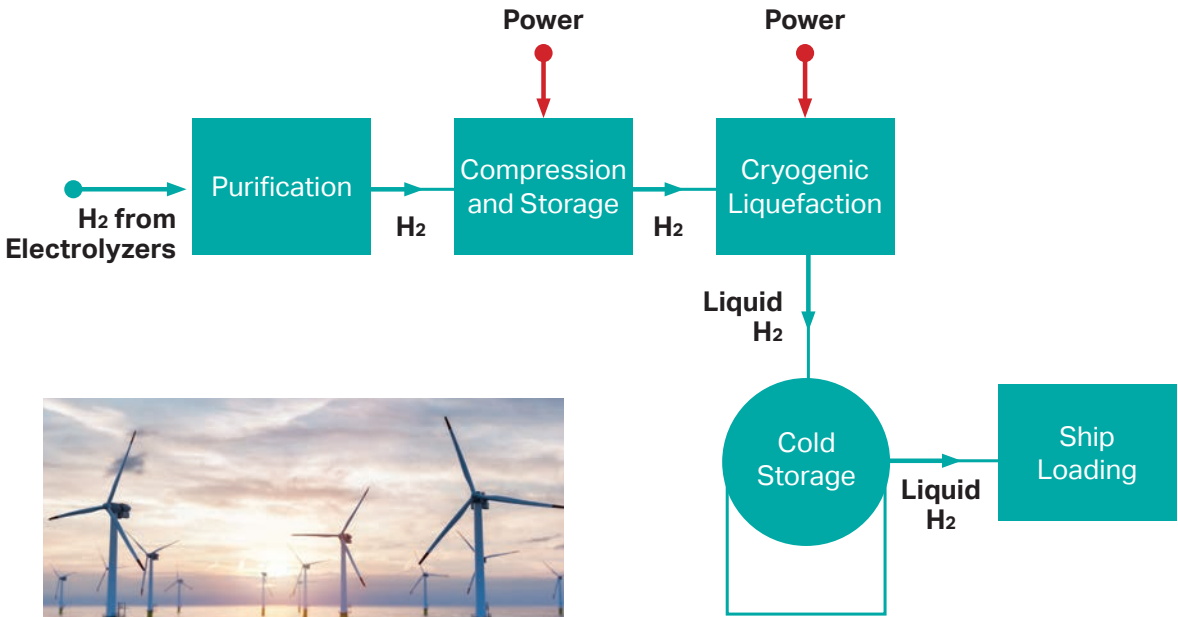 Power
Power
Purification
Compression
and Storage
Cryogenic
Liquefaction
H2 from
Electrolyzers
H2
H2
Liquid
H2
Cold
Storage
Ship
Loading
Liquid
H2